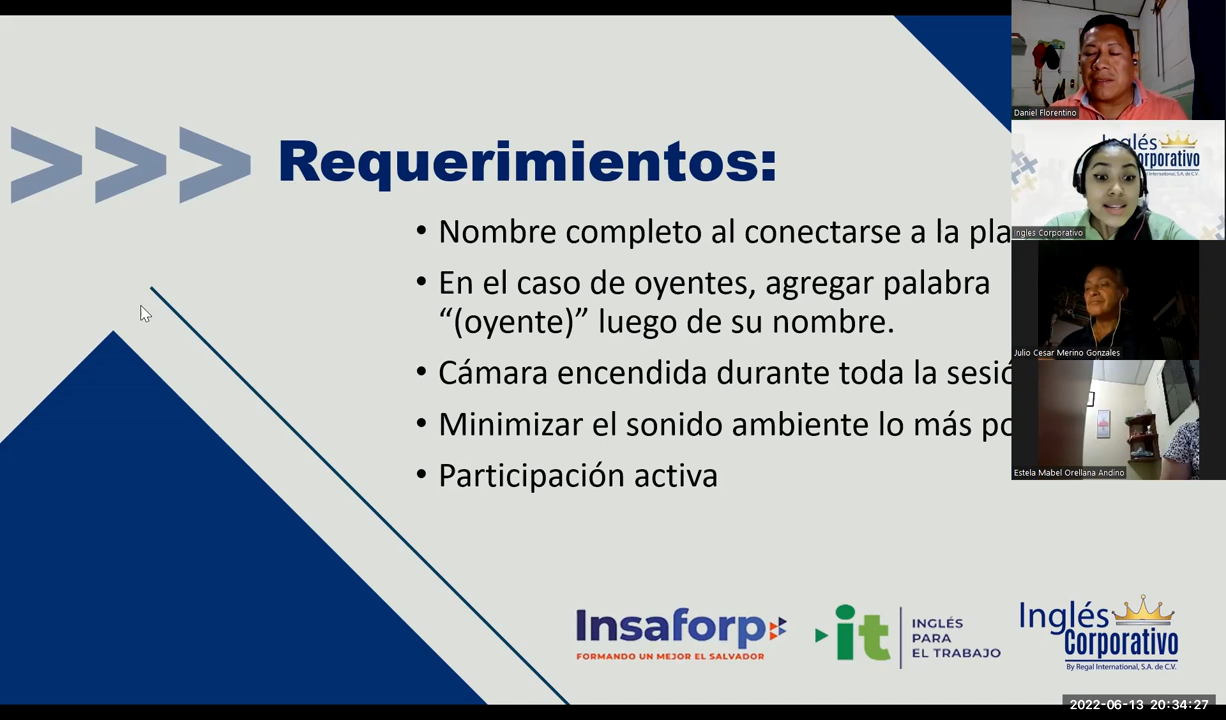 >>> Requerimientos:
• Nombre completo al conectarse a la pla
• En el caso de oyentes, agregar palabra
“(oyente)” luego de su nombre.
• Cámara encendida durante toda la sesió
• Minimizar el sonido ambiente lo más po
• Participación activa
Insaforp
FORMANDO UN MEJOR EL SALVADOR
it
INGLÉS
PARA
EL TRABAJO
Inglés
Corporativo
By Regal International, S.A. de C.V.
Daniel Florentino
Inglés
orporativo
Ingles Corporativo
Julio Cesar Merino Gonzales
Estela Mabel Orellana Andino
2022-06-13 20:34:27